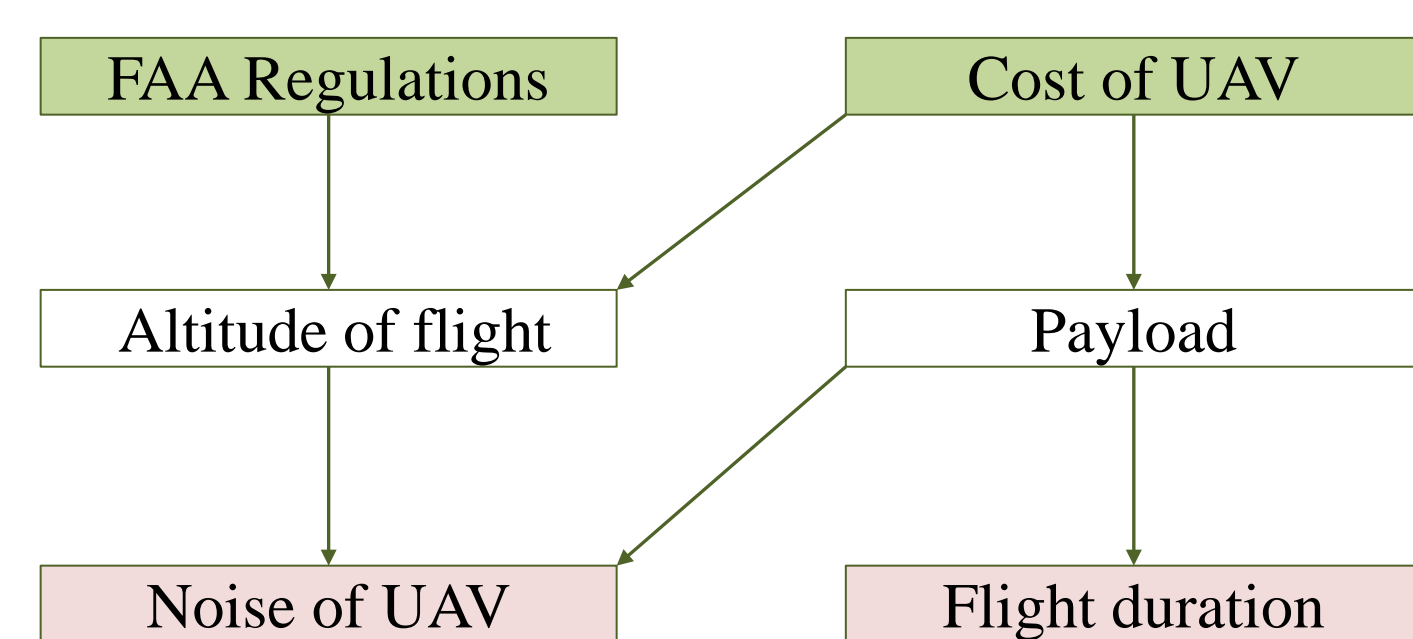 FAA Regulations
Cost of UAV
Altitude of flight
Payload
Noise of UAV
Flight duration